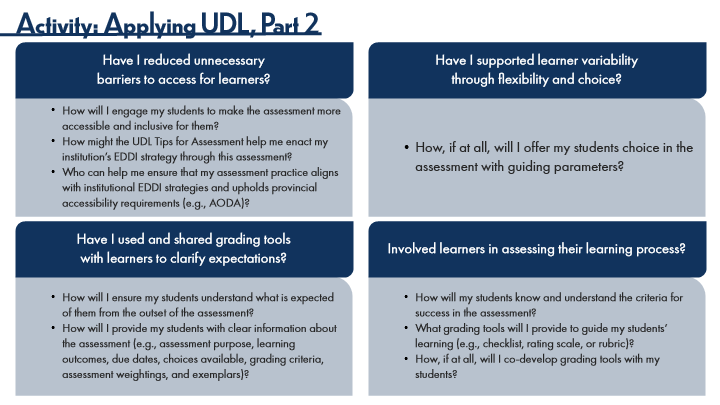 Activity: Applying UDL, Part 2
Have I reduced unnecessary
barriers to access for learners?
• How will I engage my students to make the assessment more
accessible and inclusive for them?
• How might the UDL Tips for Assessment help me enact my
institution's EDDI strategy through this assessment?
• Who can help me ensure that my assessment practice aligns
with institutional EDDI strategies and upholds provincial
accessibility requirements (e.g., AODA)?
Have I supported learner variability
through flexibility and choice?
• How, if at all, will I offer my students choice in the
assessment with guiding parameters?
Have I used and shared grading tools
with learners to clarify expectations?
• How will I ensure my students understand what is expected
of them from the outset of the assessment?
• How will I provide my students with clear information about
the assessment (e.g., assessment purpose, learning
outcomes, due dates, choices available, grading criteria,
assessment weightings, and exemplars)?
Involved learners in assessing their learning process?
• How will my students know and understand the criteria for
success in the assessment?
• What grading tools will I provide to guide my students'
learning (e.g., checklist, rating scale, or rubric)?
• How, if at all, will I co-develop grading tools with my
students?